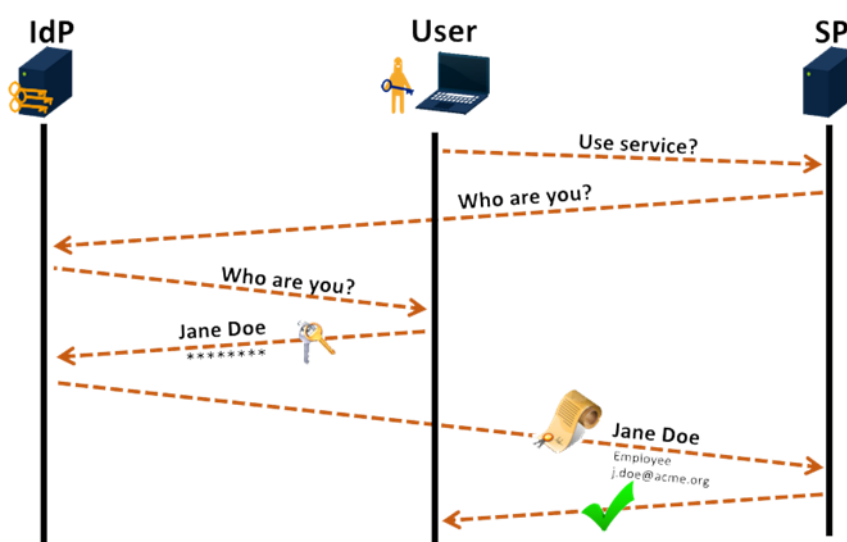 IdP
User
SP
Use service?
Who are you?
Who are you?
Jane Doe
********
Jane Doe
Employee
j.doe@acme.org